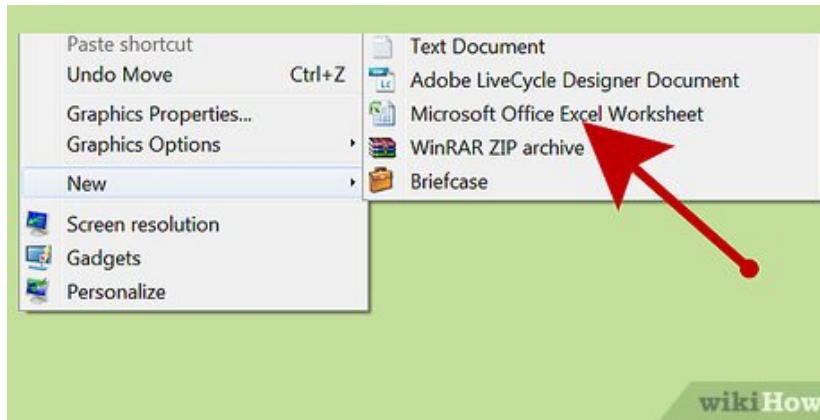 Paste shortcut
Undo Move Ctrl+Z
Graphics Properties...
Graphics Options
New
Screen resolution
Gadgets
Personalize
Text Document
Adobe LiveCycle Designer Document
Microsoft Office Excel Worksheet
WinRAR ZIP archive
Briefcase
wikiHow